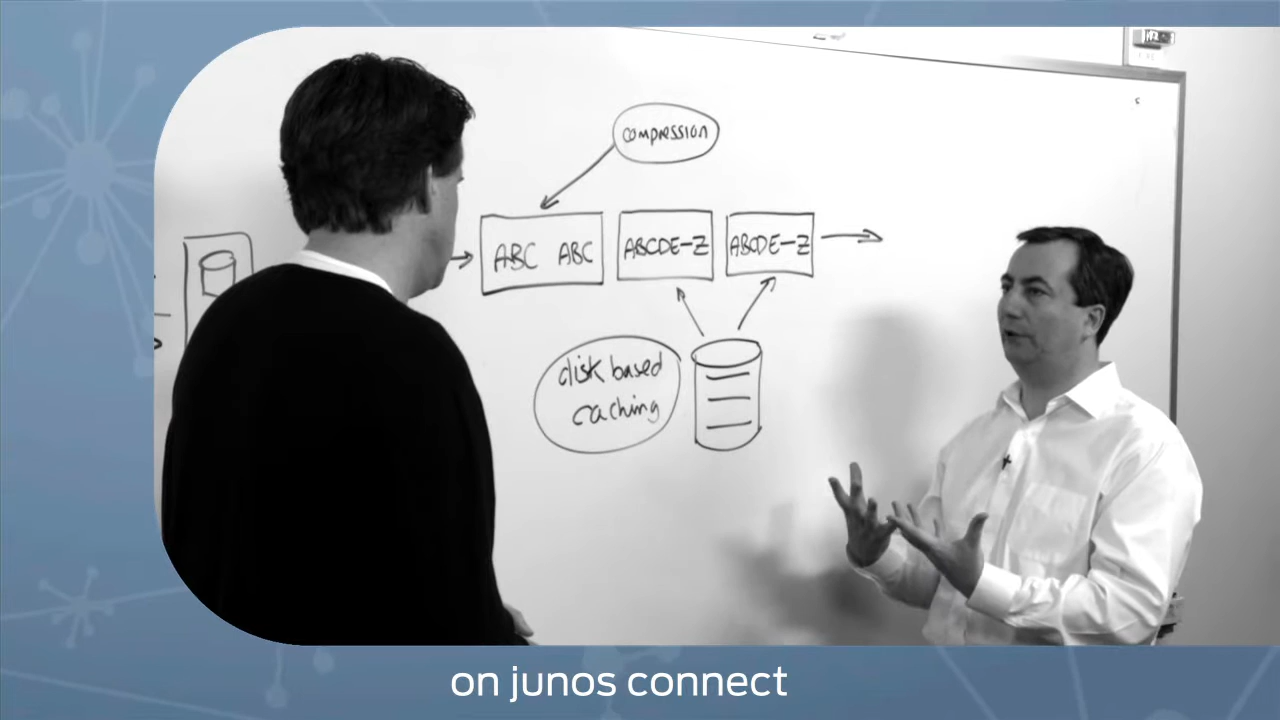 compression
ABC ABC
ABCDE-Z
ABCDE-Z
disk based
caching
on junos connect